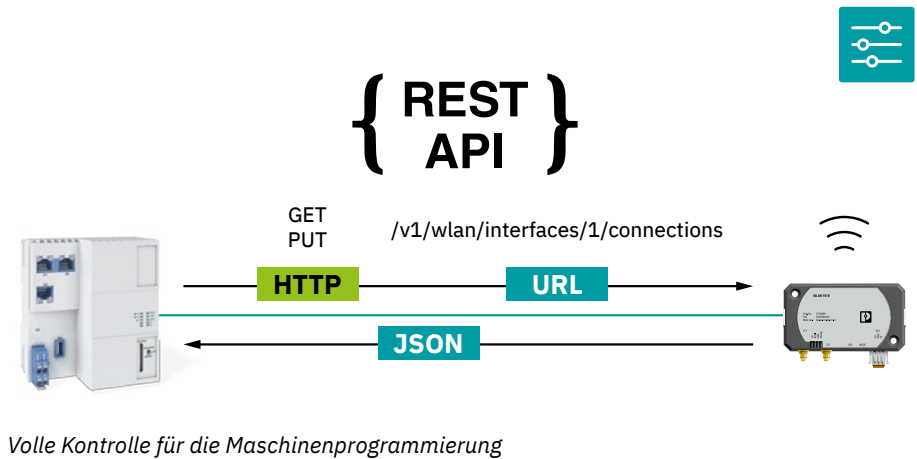 { REST
API }
GET
PUT
/v1/wlan/interfaces/1/connections
HTTP
URL
JSON
Volle Kontrolle für die Maschinenprogrammierung